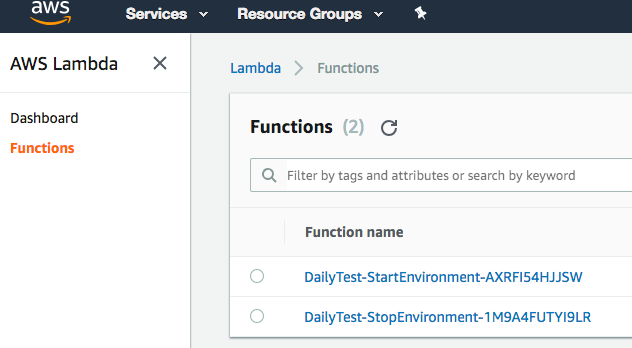 aws Services Resource Groups
AWS Lambda
Dashboard
Functions
Lambda > Functions
Functions (2)
Filter by tags and attributes or search by keyword
Function name
DailyTest-StartEnvironment-AXRFI54HJJSW
DailyTest-StopEnvironment-1M9A4FUTYI9LR